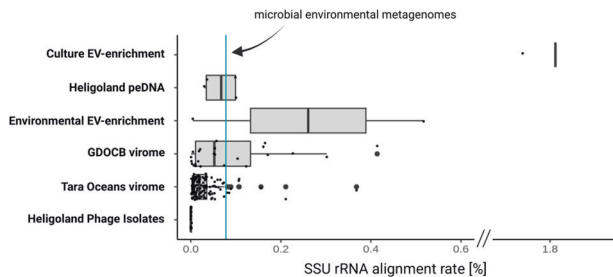 microbial environmental metagenomes
Culture EV-enrichment
Heligoland peDNA
Environmental EV-enrichment
GDOCB virome
Tara Oceans virome
Heligoland Phage Isolates
0.0 0.2 0.4 0.6 // 1.8
SSU rRNA alignment rate [%]